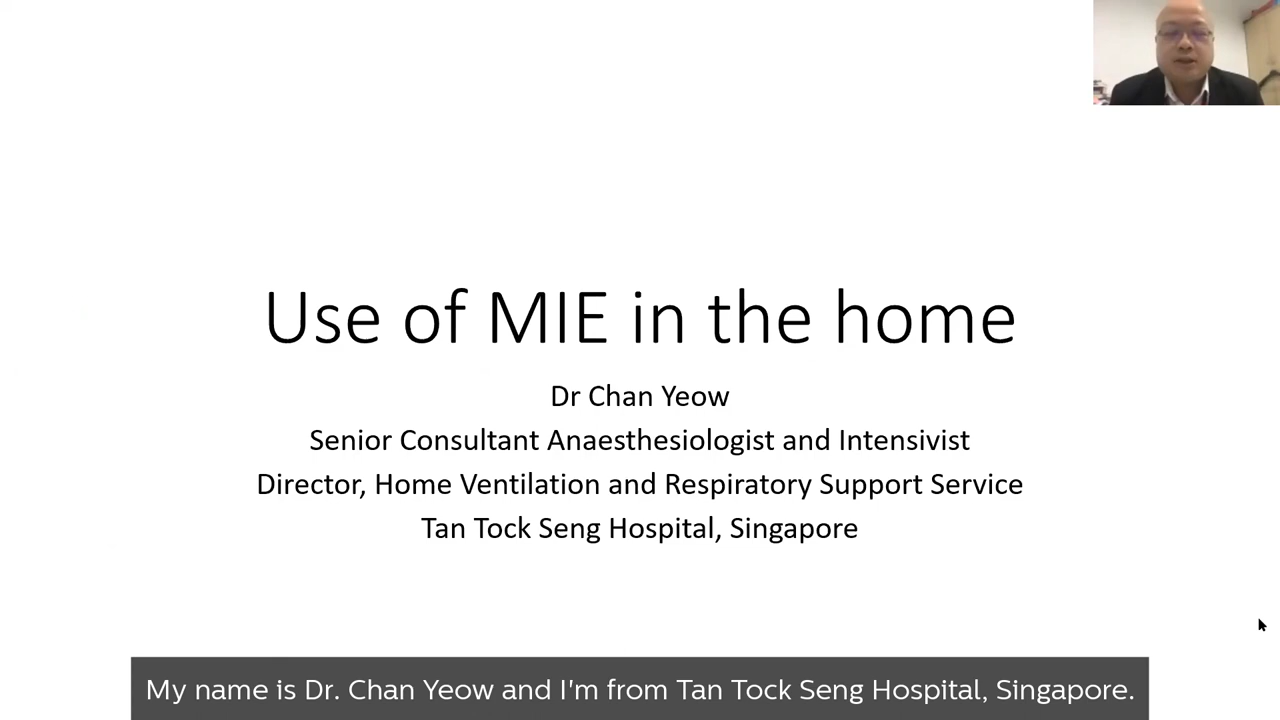 Use of MIE in the home
Dr Chan Yeow
Senior Consultant Anaesthesiologist and Intensivist
Director, Home Ventilation and Respiratory Support Service
Tan Tock Seng Hospital, Singapore
My name is Dr. Chan Yeow and I'm from Tan Tock Seng Hospital, Singapore.